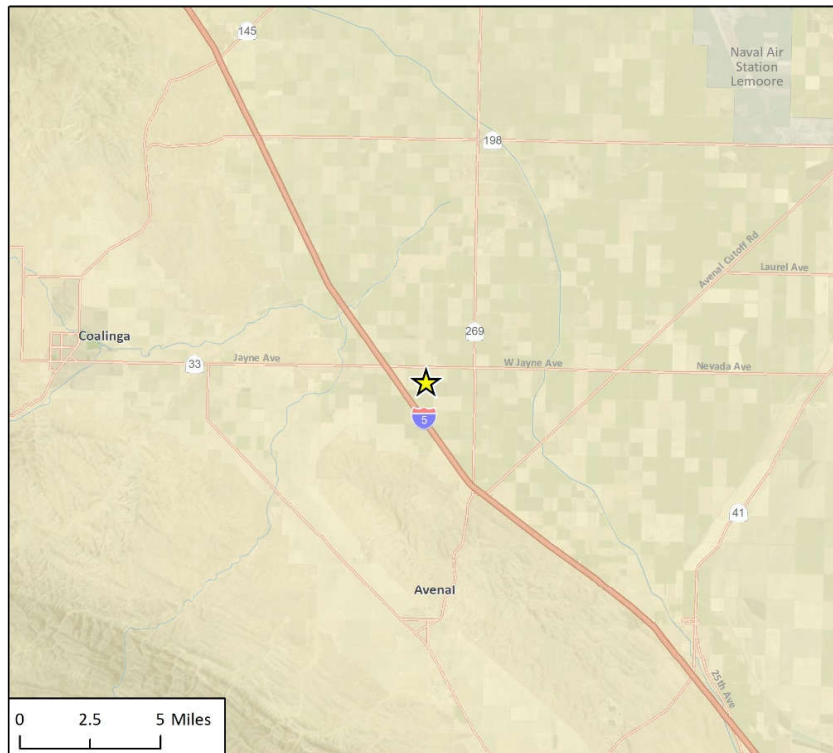 145
Naval Air
Station
Lemoore
198
Avenal Cutoff Rd
Laurel Ave
269
Coalinga
Jayne Ave
W Jayne Ave
33
Nevada Ave
5
41
Avenal
25th Ave
0 2.5 5 Miles